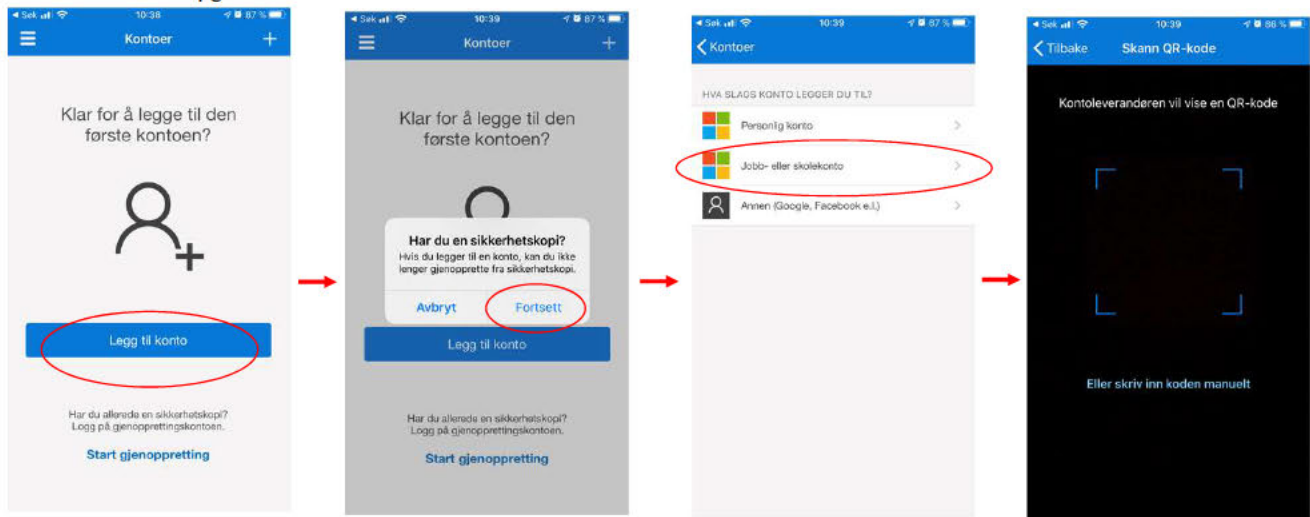 Søk 10:38 87 %
Kontoer +
Klar for å legge til den
første kontoen?
Legg til konto
Har du allerede en sikkerhetskopi?
Logg på gjenopprettingskontoen.
Start gjenoppretting
Søk 10:39 87 %
Kontoer +
Klar for å legge til den
første kontoen?
Har du en sikkerhetskopi?
Hvis du legger til en konto, kan du ikke
lenger gjenopprette fra sikkerhetskopi.
Avbryt Fortsett
Legg til konto
Har du allerede en sikkerhetskopi?
Logg på gjenopprettingskontoen.
Start gjenoppretting
Søk 10:39 87 %
Kontoer
HVA SLAGS KONTO LEGGER DU TIL?
Personlig konto
Jobb- eller skolekonto
Annen (Google, Facebook e.l.)
Søk 10:39 86 %
Tilbake Skann QR-kode
Kontoleverandøren vil vise en QR-kode
Eller skriv inn koden manuelt